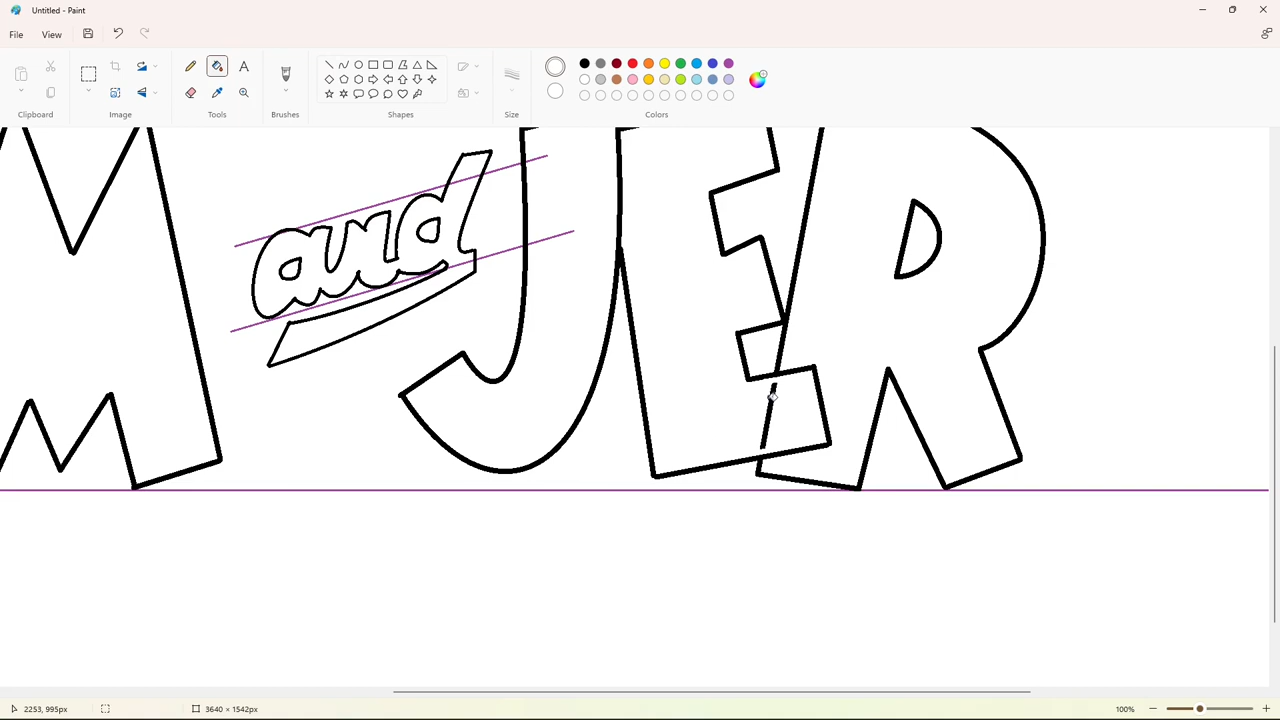 Untitled - Paint
File View
Clipboard Image Tools Brushes Shapes Size Colors
M and JER
2253, 995px 3640 × 1542px 100%